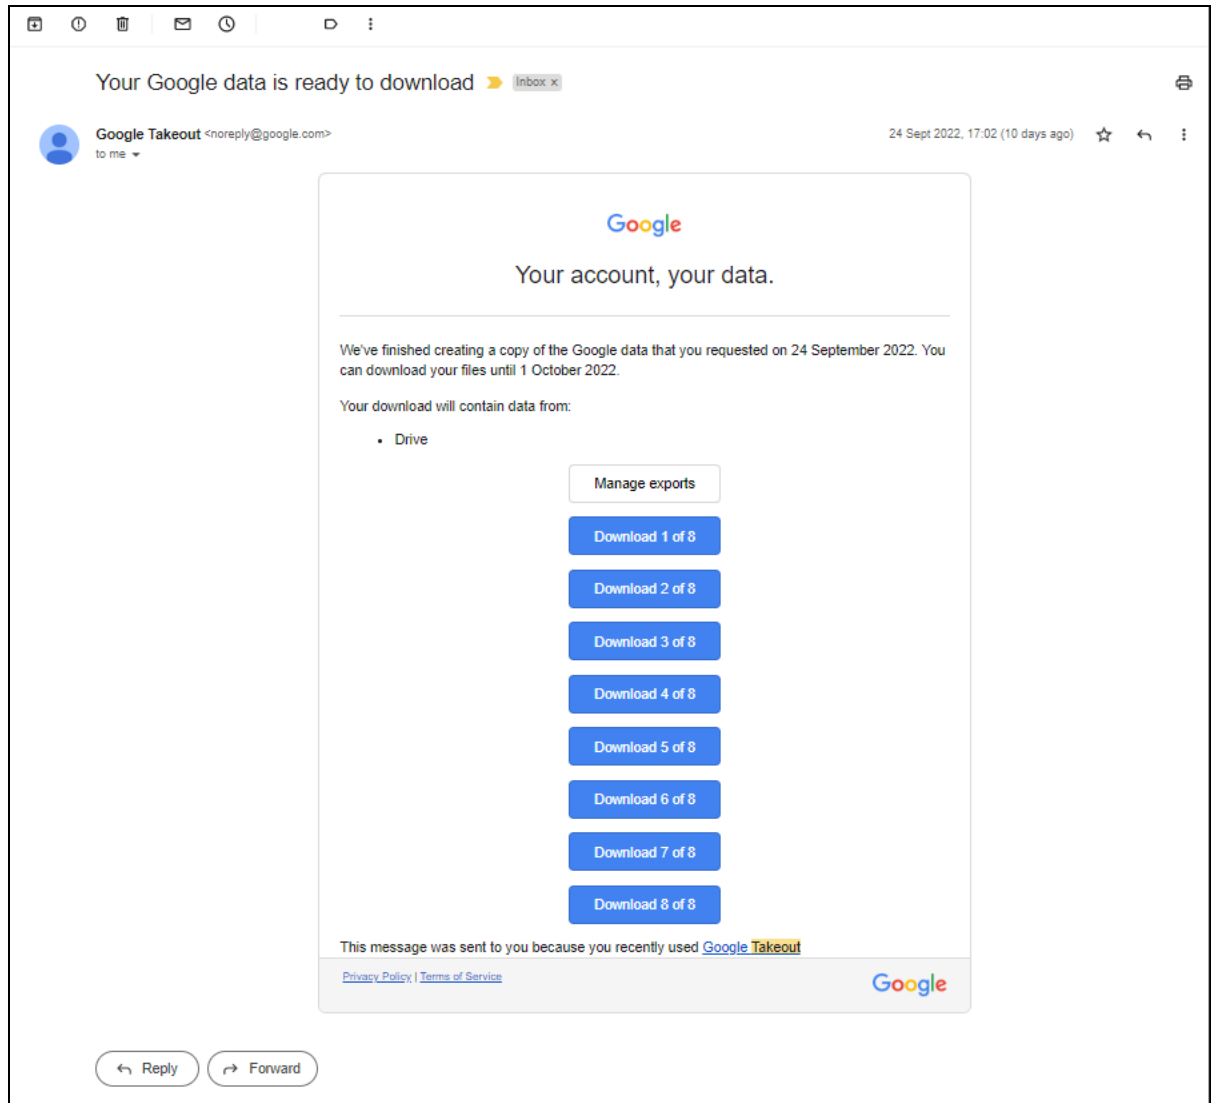 Your Google data is ready to download Inbox x
Google Takeout <noreply@google.com> 24 Sept 2022, 17:02 (10 days ago)
to me
Google
Your account, your data.
We've finished creating a copy of the Google data that you requested on 24 September 2022. You
can download your files until 1 October 2022.
Your download will contain data from:
• Drive
Manage exports
Download 1 of 8
Download 2 of 8
Download 3 of 8
Download 4 of 8
Download 5 of 8
Download 6 of 8
Download 7 of 8
Download 8 of 8
This message was sent to you because you recently used Google Takeout
Privacy Policy | Terms of Service Google
Reply Forward